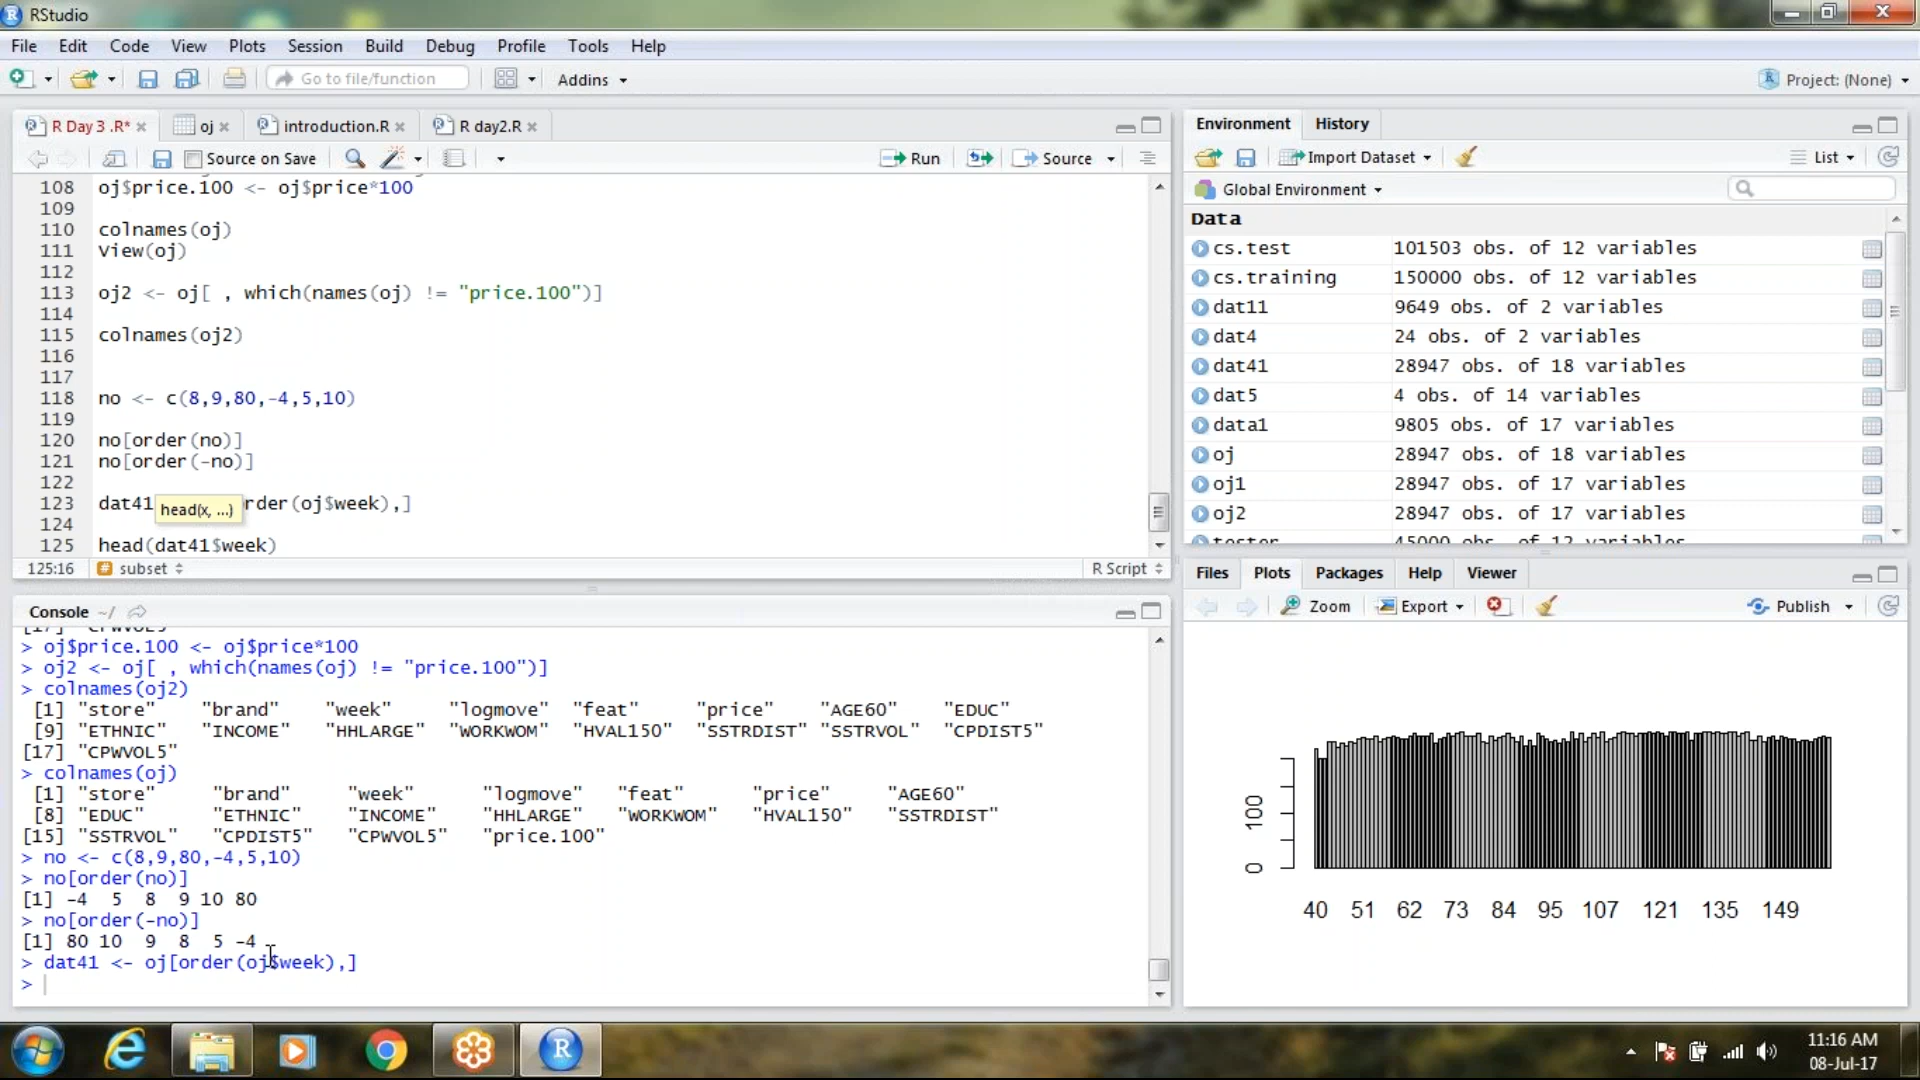 RStudio
File Edit Code View Plots Session Build Debug Profile Tools Help
Go to file/function Addins Project: (None)
R Day 3 .R* oj introduction.R R day2.R
Source on Save Run Source
108 oj$price.100 <- oj$price*100
109
110 colnames(oj)
111 View(oj)
112
113 oj2 <- oj[ , which(names(oj) != "price.100")]
114
115 colnames(oj2)
116
117
118 no <- c(8,9,80,-4,5,10)
119
120 no[order(no)]
121 no[order(-no)]
122
123 dat41 head(x, ...) rder(oj$week),]
124
125 head(dat41$week)
125:16 # subset R Script
Console ~/
[17] "CPWVOL5"
> oj$price.100 <- oj$price*100
> oj2 <- oj[ , which(names(oj) != "price.100")]
> colnames(oj2)
[1] "store" "brand" "week" "logmove" "feat" "price" "AGE60" "EDUC"
[9] "ETHNIC" "INCOME" "HHLARGE" "WORKWOM" "HVAL150" "SSTRDIST" "SSTRVOL" "CPDIST5"
[17] "CPWVOL5"
> colnames(oj)
[1] "store" "brand" "week" "logmove" "feat" "price" "AGE60"
[8] "EDUC" "ETHNIC" "INCOME" "HHLARGE" "WORKWOM" "HVAL150" "SSTRDIST"
[15] "SSTRVOL" "CPDIST5" "CPWVOL5" "price.100"
> no <- c(8,9,80,-4,5,10)
> no[order(no)]
[1] -4 5 8 9 10 80
> no[order(-no)]
[1] 80 10 9 8 5 -4
> dat41 <- oj[order(oj$week),]
>
Environment History
Import Dataset List
Global Environment
Data
cs.test 101503 obs. of 12 variables
cs.training 150000 obs. of 12 variables
dat11 9649 obs. of 2 variables
dat4 24 obs. of 2 variables
dat41 28947 obs. of 18 variables
dat5 4 obs. of 14 variables
data1 9805 obs. of 17 variables
oj 28947 obs. of 18 variables
oj1 28947 obs. of 17 variables
oj2 28947 obs. of 17 variables
tester 45000 obs. of 12 variables
Files Plots Packages Help Viewer
Zoom Export Publish
0 100
40 51 62 73 84 95 107 121 135 149
11:16 AM
08-Jul-17